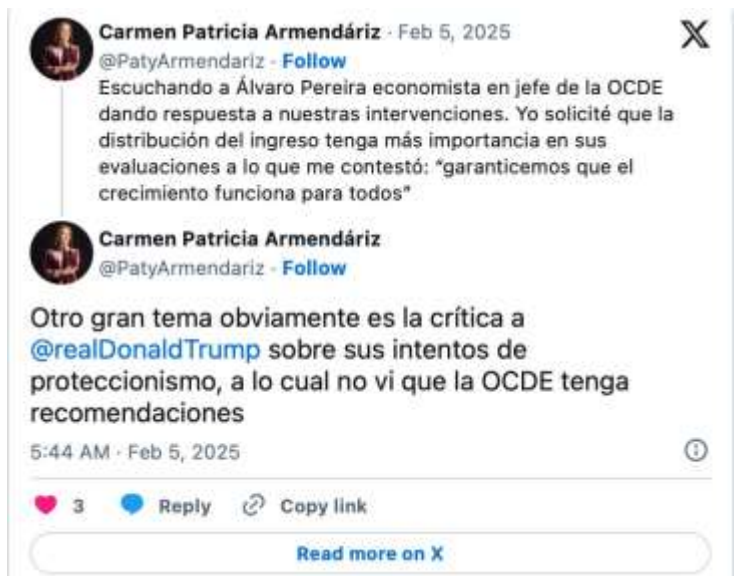 Carmen Patricia Armendáriz · Feb 5, 2025
@PatyArmendariz · Follow
Escuchando a Álvaro Pereira economista en jefe de la OCDE
dando respuesta a nuestras intervenciones. Yo solicité que la
distribución del ingreso tenga más importancia en sus
evaluaciones a lo que me contestó: “garanticemos que el
crecimiento funciona para todos”
Carmen Patricia Armendáriz
@PatyArmendariz · Follow
Otro gran tema obviamente es la crítica a
@realDonaldTrump sobre sus intentos de
proteccionismo, a lo cual no vi que la OCDE tenga
recomendaciones
5:44 AM · Feb 5, 2025
3 Reply Copy link
Read more on X